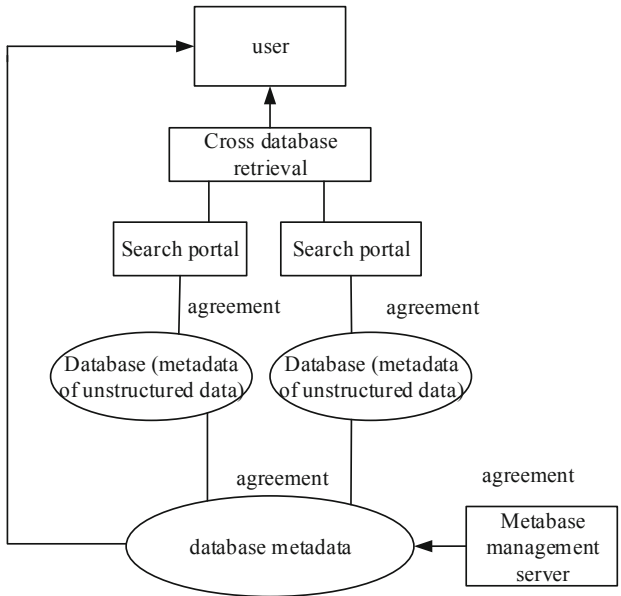 user
Cross database
retrieval
Search portal
Search portal
agreement
agreement
Database (metadata
of unstructured data)
Database (metadata
of unstructured data)
agreement
agreement
database metadata
Metabase
management
server